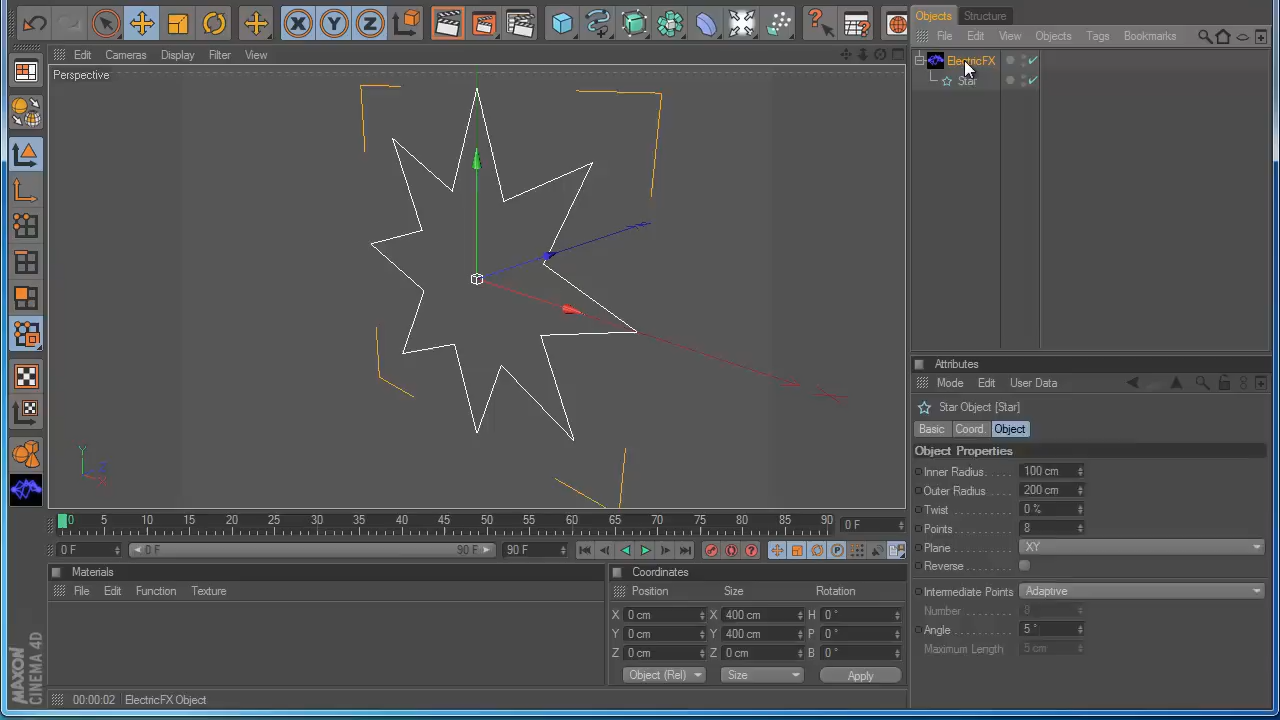 Objects Structure
File Edit View Objects Tags Bookmarks
ElectricFX
Star
Edit Cameras Display Filter View
Perspective
Y
Z
X
0 5 10 15 20 25 30 35 40 45 50 55 60 65 70 75 80 85 90 0 F
0 F 0 F 90 F 90 F
Materials
File Edit Function Texture
Coordinates
Position Size Rotation
X 0 cm X 400 cm H 0 °
Y 0 cm Y 400 cm P 0 °
Z 0 cm Z 0 cm B 0 °
Object (Rel) Size Apply
Attributes
Mode Edit User Data
Star Object [Star]
Basic Coord. Object
Object Properties
Inner Radius 100 cm
Outer Radius 200 cm
Twist 0 %
Points 8
Plane XY
Reverse
Intermediate Points Adaptive
Number 8
Angle 5 °
Maximum Length 5 cm
MAXON
CINEMA 4D
00:00:02 ElectricFX Object